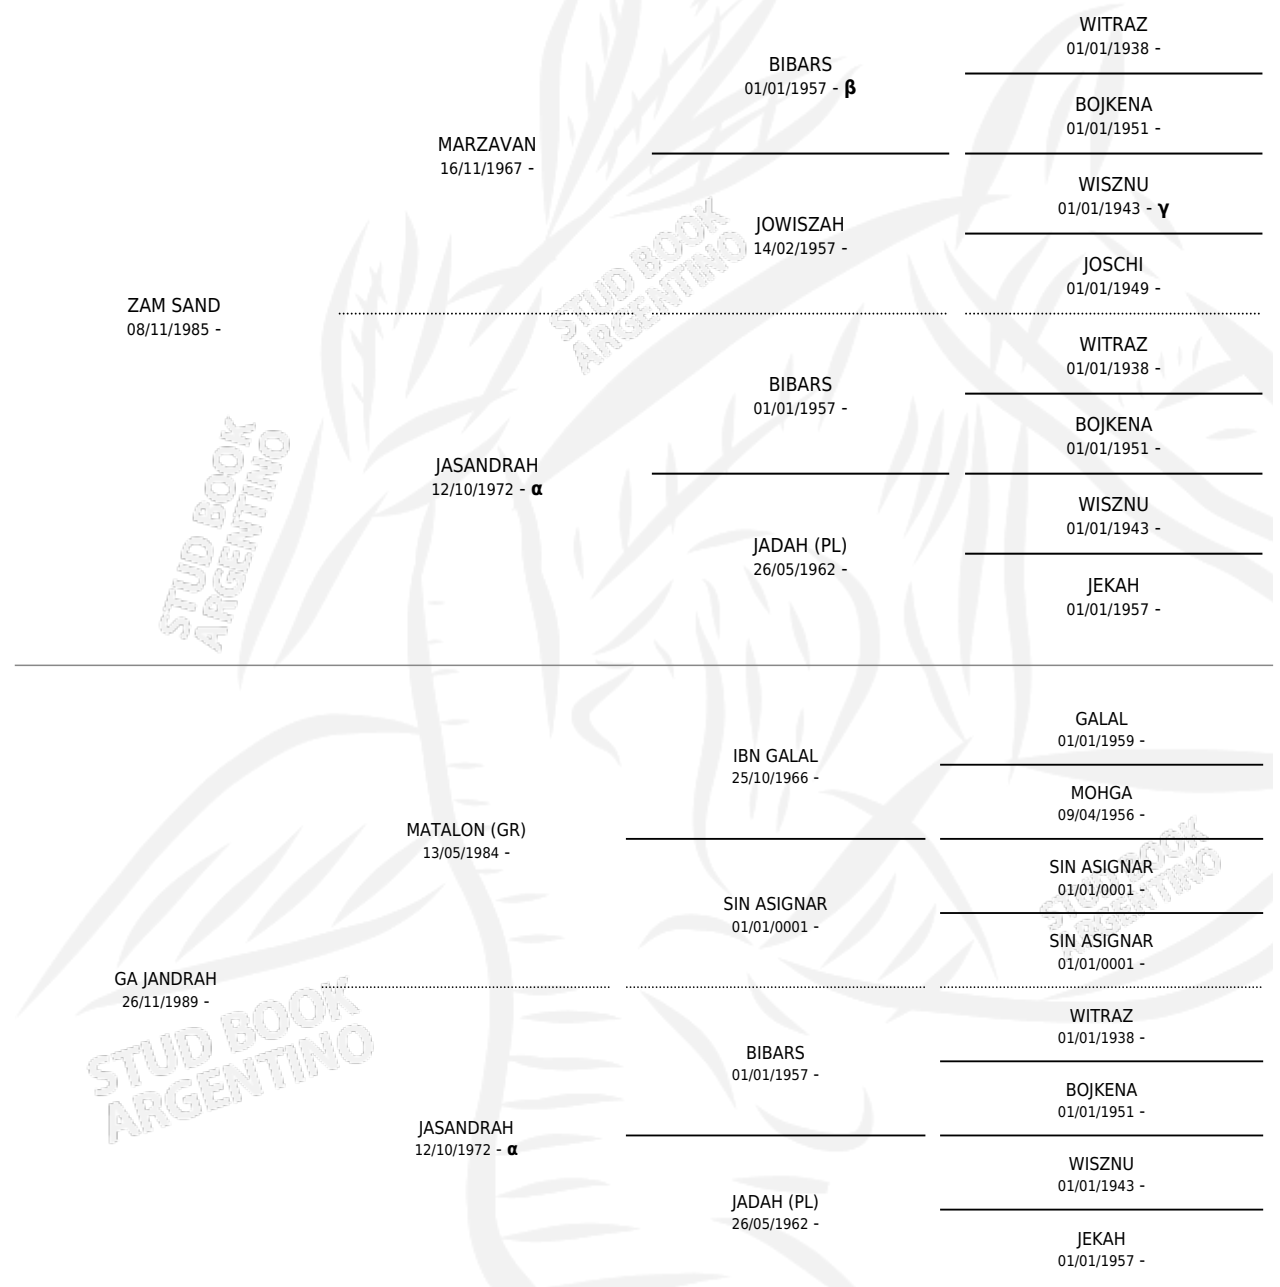 WITRAZ
01/01/1938 -
BIBARS
01/01/1957 - β
BOJKENA
01/01/1951 -
MARZAVAN
16/11/1967 -
WISZNU
01/01/1943 - γ
JOWISZAH
14/02/1957 -
JOSCHI
01/01/1949 -
ZAM SAND
08/11/1985 -
WITRAZ
01/01/1938 -
BIBARS
01/01/1957 -
BOJKENA
01/01/1951 -
JASANDRAH
12/10/1972 - α
WISZNU
01/01/1943 -
JADAH (PL)
26/05/1962 -
JEKAH
01/01/1957 -
GALAL
01/01/1959 -
IBN GALAL
25/10/1966 -
MOHGA
09/04/1956 -
MATALON (GR)
13/05/1984 -
SIN ASIGNAR
01/01/0001 -
SIN ASIGNAR
01/01/0001 -
SIN ASIGNAR
01/01/0001 -
GA JANDRAH
26/11/1989 -
WITRAZ
01/01/1938 -
BIBARS
01/01/1957 -
BOJKENA
01/01/1951 -
JASANDRAH
12/10/1972 - α
WISZNU
01/01/1943 -
JADAH (PL)
26/05/1962 -
JEKAH
01/01/1957 -
STUD BOOK
ARGENTINO
STUD BOOK
ARGENTINO
STUD BOOK
ARGENTINO
STUD BOOK
ARGENTINO